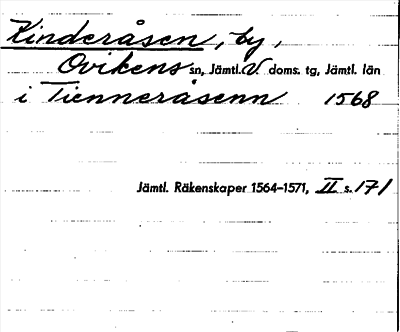 Kinderåsen, by,
Ovikens sn, Jämtl. V doms. tg, Jämtl. län
i Tienneråsenn 1568
Jämtl. Räkenskaper 1564–1571, II s. 171